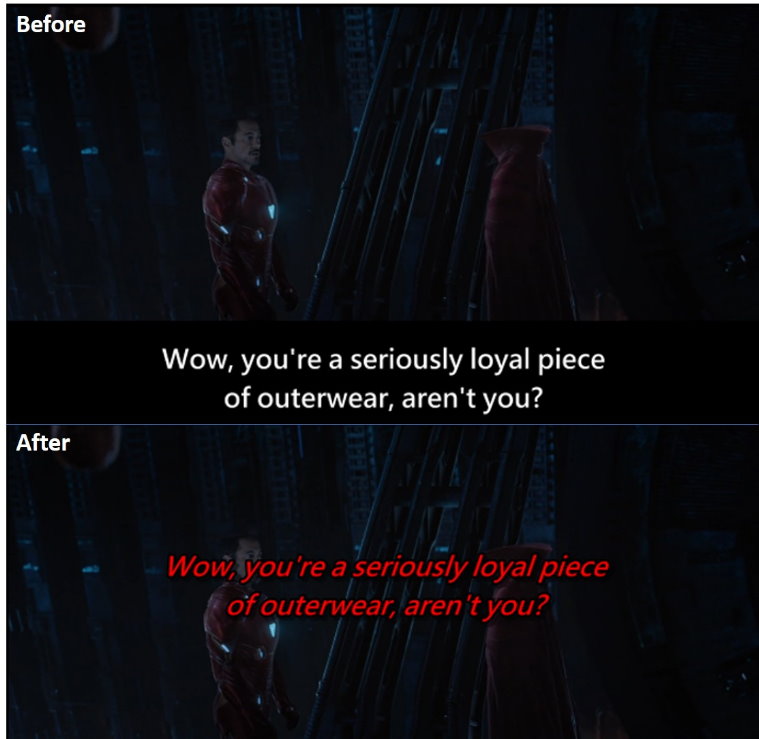 Before
Wow, you're a seriously loyal piece
of outerwear, aren't you?
After
Wow, you're a seriously loyal piece
of outerwear, aren't you?